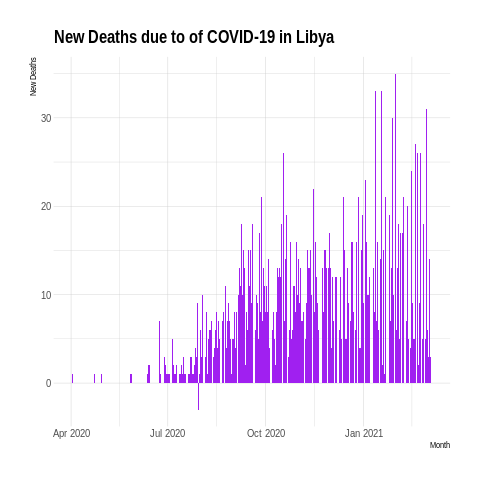 New Deaths due to of COVID-19 in Libya
New Deaths
30
20
10
0
Apr 2020 Jul 2020 Oct 2020 Jan 2021
Month